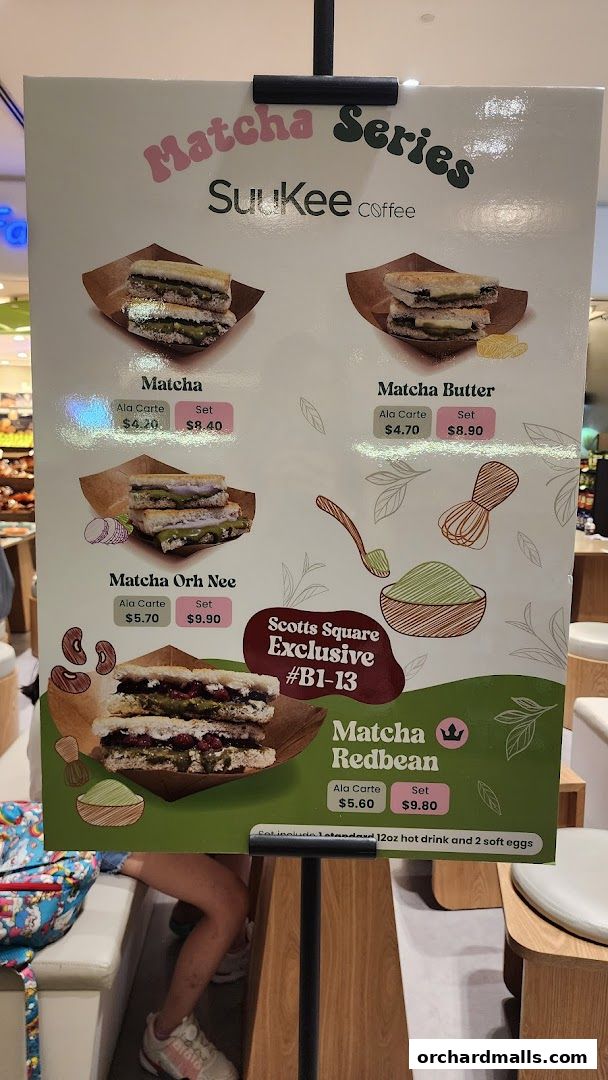 Matcha Series
SuuKee Coffee
Matcha
Ala Carte
$4.20
Set
$8.40
Matcha Butter
Ala Carte
$4.70
Set
$8.90
Matcha Orh Nee
Ala Carte
$5.70
Set
$9.90
Scotts Square
Exclusive
#B1-13
Matcha
Redbean
Ala Carte
$5.60
Set
$9.80
Set include 1 standard 12oz hot drink and 2 soft eggs
orchardmalls.com